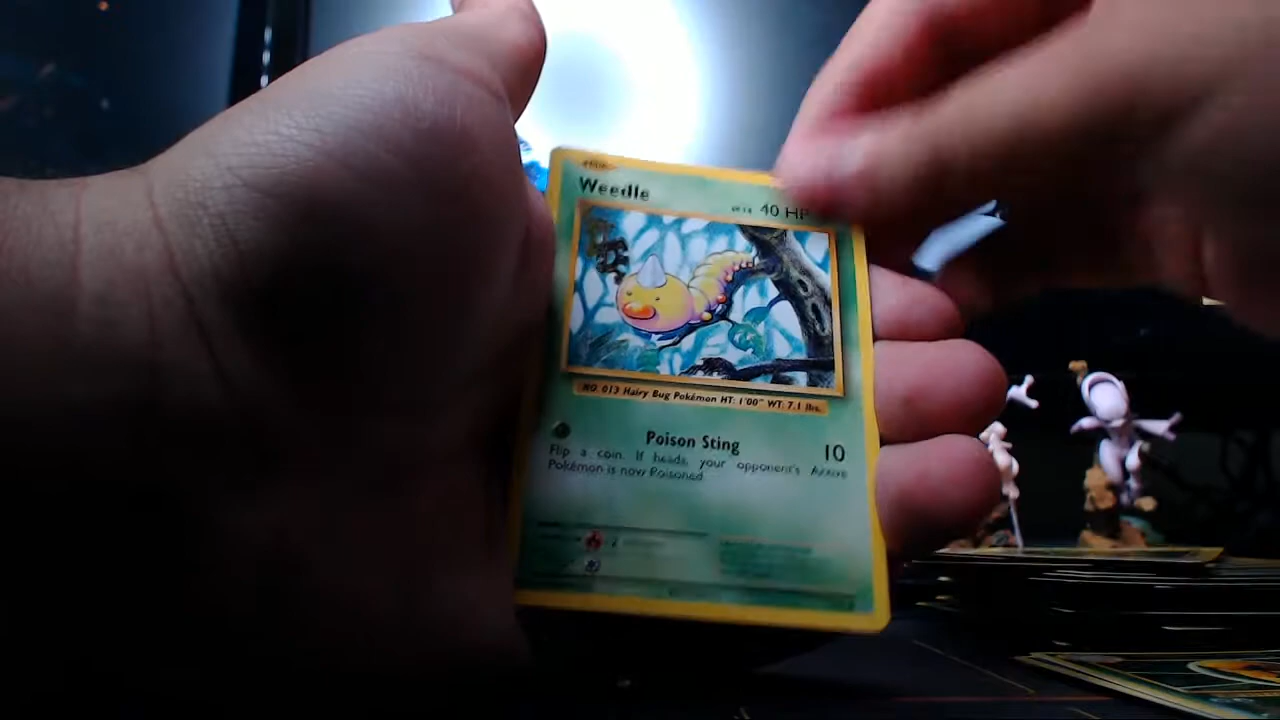 Weedle
40 HP
NO. 013 Hairy Bug Pokémon HT: 1'00" WT: 7.1 lbs.
Poison Sting 10
Flip a coin. If heads, your opponent's Active
Pokémon is now Poisoned.